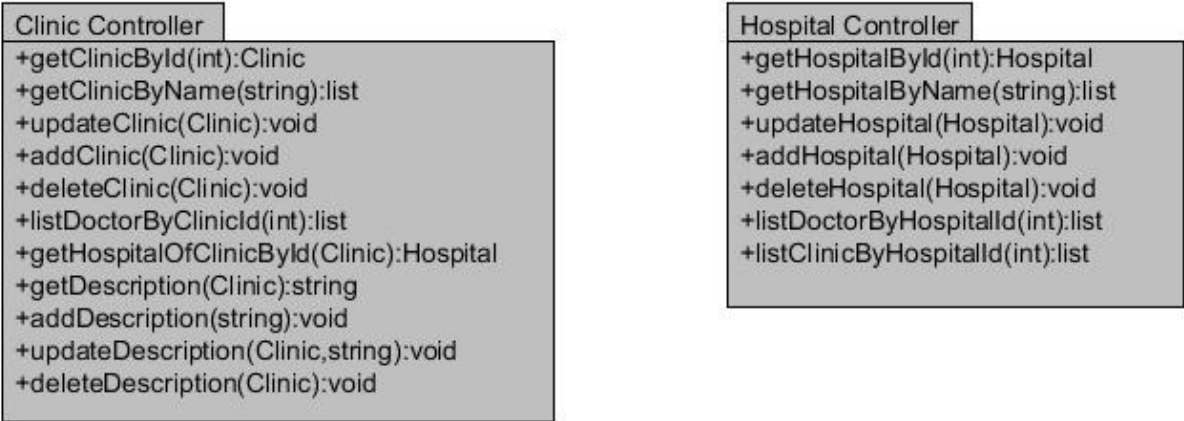 Clinic Controller
+getClinicById(int):Clinic
+getClinicByName(string):list
+updateClinic(Clinic):void
+addClinic(Clinic):void
+deleteClinic(Clinic):void
+listDoctorByClinicId(int):list
+getHospitalOfClinicById(Clinic):Hospital
+getDescription(Clinic):string
+addDescription(string):void
+updateDescription(Clinic,string):void
+deleteDescription(Clinic):void
Hospital Controller
+getHospitalById(int):Hospital
+getHospitalByName(string):list
+updateHospital(Hospital):void
+addHospital(Hospital):void
+deleteHospital(Hospital):void
+listDoctorByHospitalId(int):list
+listClinicByHospitalId(int):list